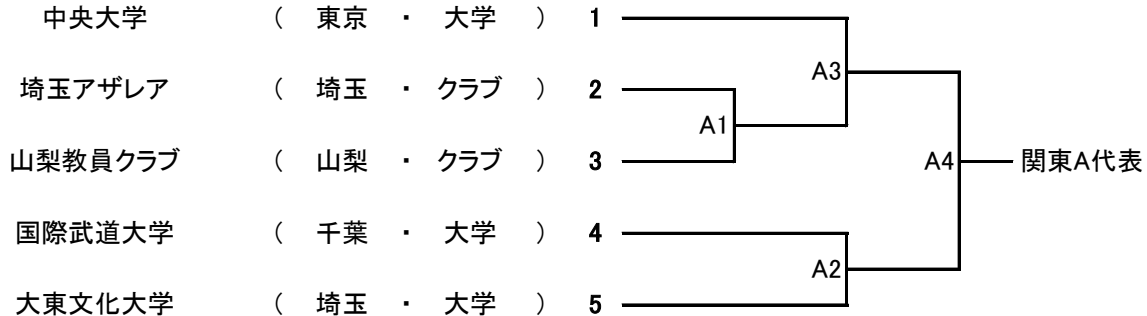 中央大学 ( 東京 ・ 大学 ) 1
A3
埼玉アザレア ( 埼玉 ・ クラブ ) 2
A1
山梨教員クラブ ( 山梨 ・ クラブ ) 3
A4 関東A代表
国際武道大学 ( 千葉 ・ 大学 ) 4
A2
大東文化大学 ( 埼玉 ・ 大学 ) 5